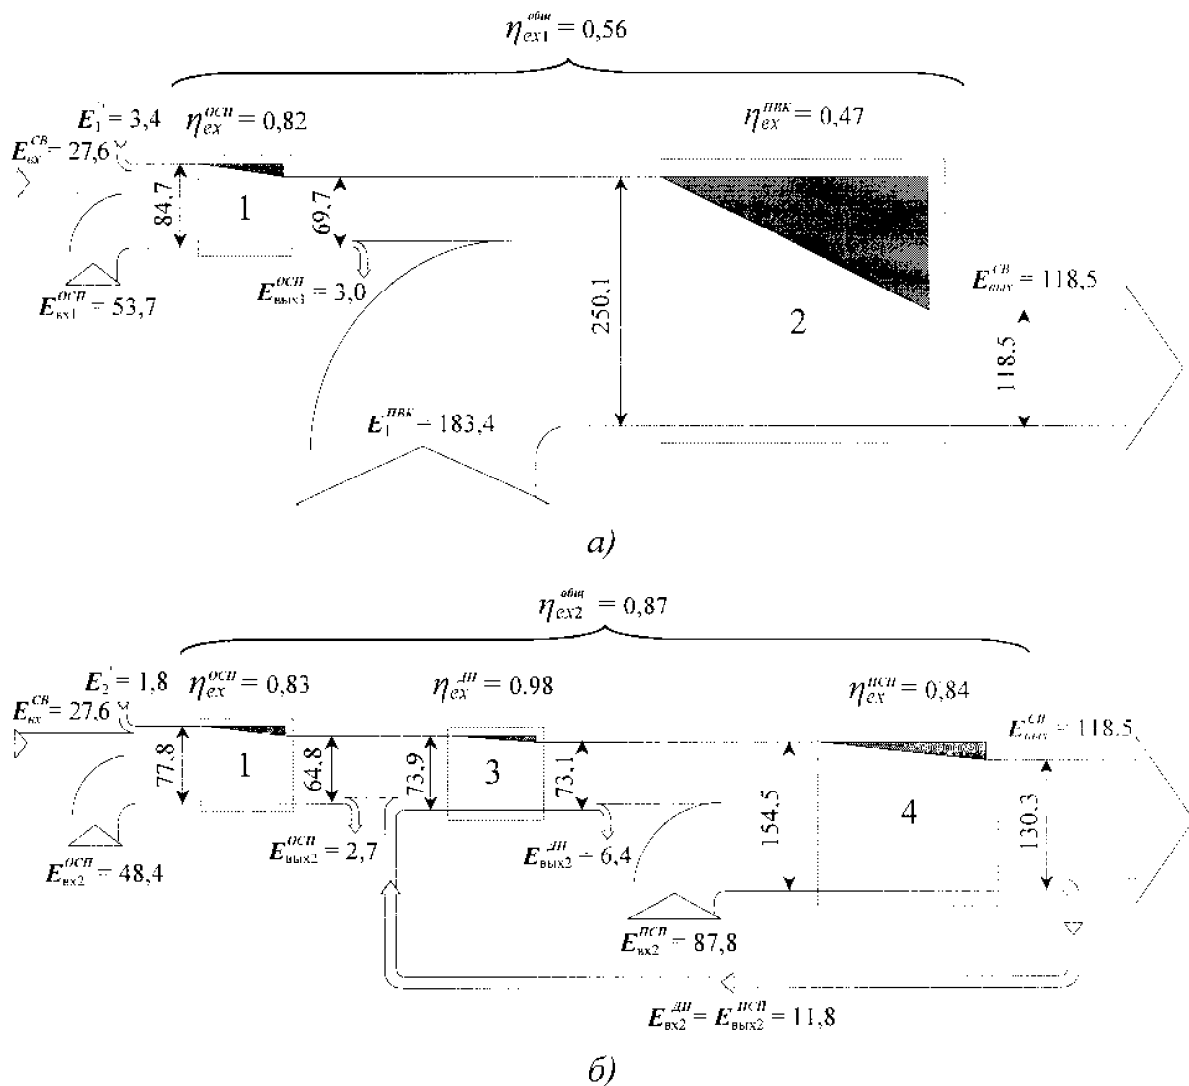 η_ex1^общ = 0,56
E_1^' = 3,4
η_ex^осп = 0,82
η_ex^пвк = 0,47
E_вх^св = 27,6
84.7
1
69.7
E_вх1^осп = 53,7
E_вых1^осп = 3,0
250.1
2
E_вых^св = 118,5
118.5
E_1^пвк = 183,4
а)
η_ex2^общ = 0,87
E_2^' = 1,8
η_ex^осп = 0,83
η_ex^дн = 0.98
η_ex^псп = 0,84
E_вх^св = 27,6
77.8
1
64.8
73.9
3
73.1
154.5
4
130.3
= 118.5
E_вх2^осп = 48,4
E_вых2^осп = 2,7
E_вых2^дн = 6,4
E_вх2^псп = 87,8
E_вх2^дн = E_вых2^псп = 11,8
б)